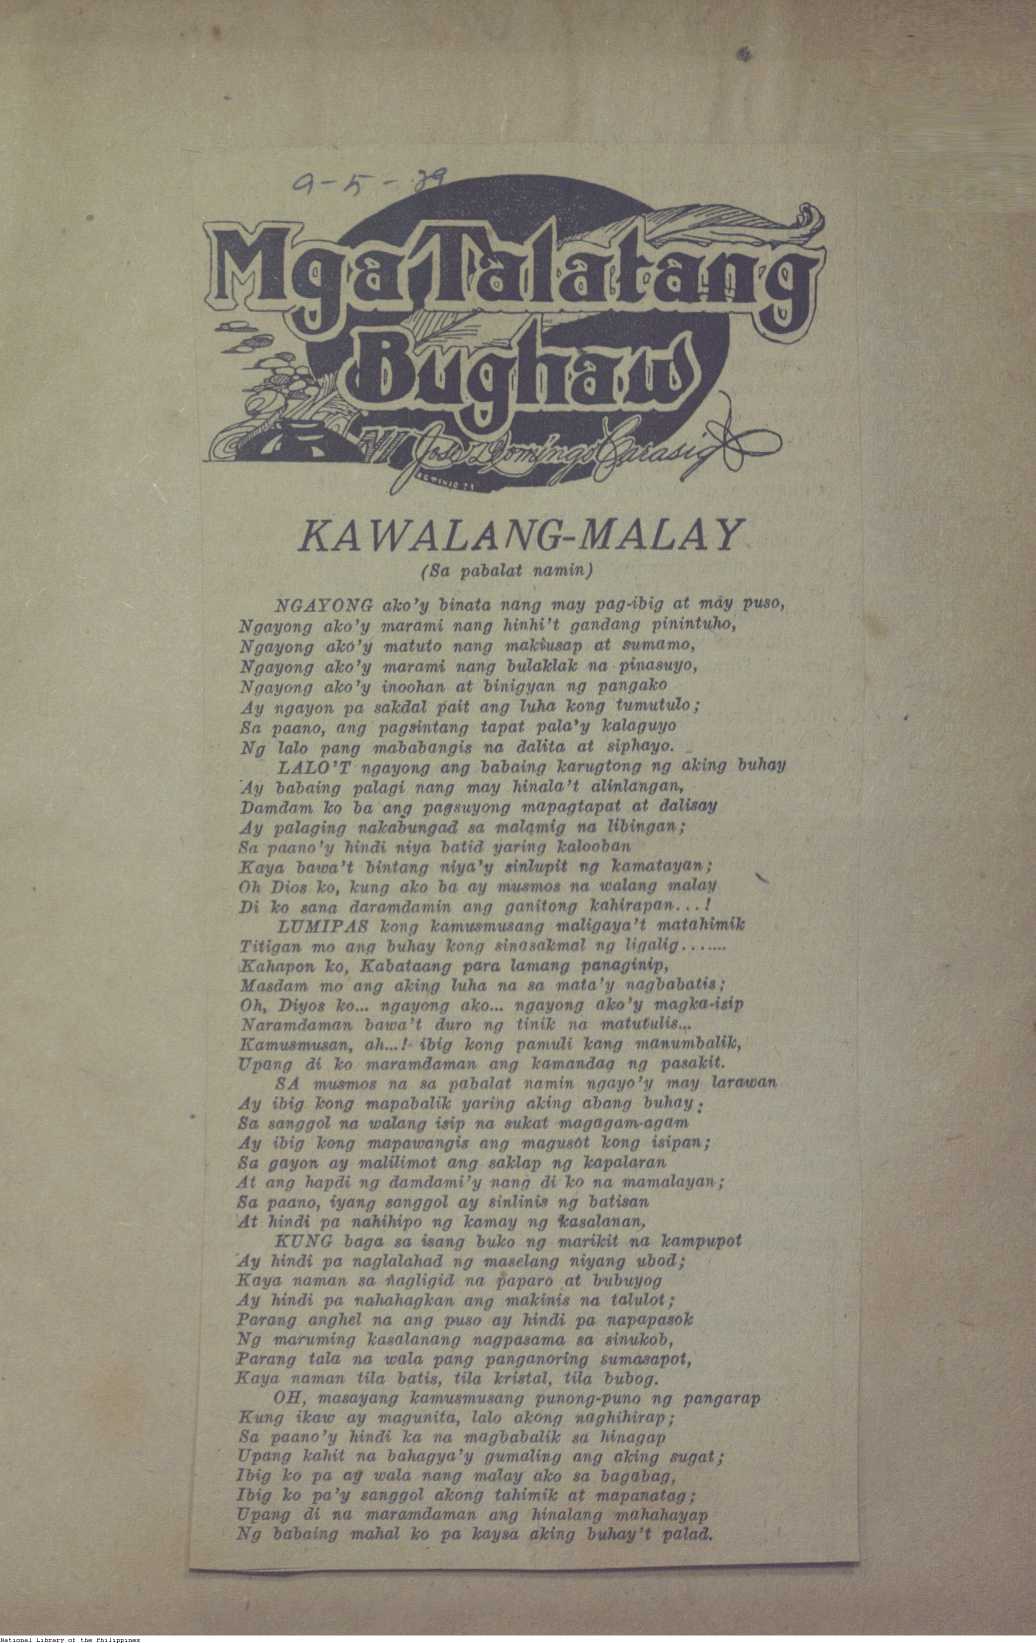 9-5-39
Mga Talatang
Bughaw
ni Jose Domingo Carasig
KAWALANG-MALAY
(Sa pabalat namin)
NGAYONG ako'y binata nang may pag-ibig at may puso,
Ngayong ako'y marami nang hinhi't gandang pinintuho,
Ngayong ako'y matuto nang makiusap at sumamo,
Ngayong ako'y marami nang bulaklak na pinasuyo,
Ngayong ako'y inoohan at binigyan ng pangako
Ay ngayon pa sakdal pait ang luha kong tumutulo;
Sa paano, ang pagsintang tapat pala'y kalaguyo
Ng lalo pang mababangis na dalita at siphayo.
LALO'T ngayong ang babaing karugtong ng aking buhay
Ay babaing palagi nang may hinala't alinlangan,
Damdam ko ba ang pagsuyong mapagtapat at dalisay
Ay palaging nakabungad sa malamig na libingan;
Sa paano'y hindi niya batid yaring kalooban
Kaya bawa't bintang niya'y sinlupit ng kamatayan;
Oh Dios ko, kung ako ba ay musmos na walang malay
Di ko sana daramdamin ang ganitong kahirapan...!
LUMIPAS kong kamusmusang maligaya't matahimik
Titigan mo ang buhay kong sinasakmal ng ligalig.......
Kahapon ko, Kabataang para lamang panaginip,
Masdam mo ang aking luha na sa mata'y nagbabatis;
Oh, Diyos ko... ngayong ako... ngayong ako'y magka-isip
Naramdaman bawa't duro ng tinik na matutulis...
Kamusmusan, ah...! ibig kong pamuli kang manumbalik,
Upang di ko maramdaman ang kamandag ng pasakit.
SA musmos na sa pabalat namin ngayo'y may larawan
Ay ibig kong mapabalik yaring aking abang buhay;
Sa sanggol na walang isip na sukat magagam-agam
Ay ibig kong mapawangis ang magusot kong isipan;
Sa gayon ay malilimot ang saklap ng kapalaran
At ang hapdi ng damdami'y nang di ko na mamalayan;
Sa paano, iyang sanggol ay sinlinis ng batisan
At hindi pa nahihipo ng kamay ng kasalanan,
KUNG baga sa isang buko ng marikit na kampupot
Ay hindi pa naglalahad ng maselang niyang ubod;
Kaya naman sa nagligid na paparo at bubuyog
Ay hindi pa nahahagkan ang makinis na talulot;
Parang anghel na ang puso ay hindi pa napapasok
Ng maruming kasalanang nagpasama sa sinukob,
Parang tala na wala pang panganoring sumasapot,
Kaya naman tila batis, tila kristal, tila bubog.
OH, masayang kamusmusang punong-puno ng pangarap
Kung ikaw ay magunita, lalo akong naghihirap;
Sa paano'y hindi ka na magbabalik sa hinagap
Upang kahit na bahagya'y gumaling ang aking sugat;
Ibig ko pa ay wala nang malay ako sa bagabag,
Ibig ko pa'y sanggol akong tahimik at mapanatag;
Upang di na maramdaman ang hinalang mahahayap
Ng babaing mahal ko pa kaysa aking buhay't palad.
National Library of the Philippines